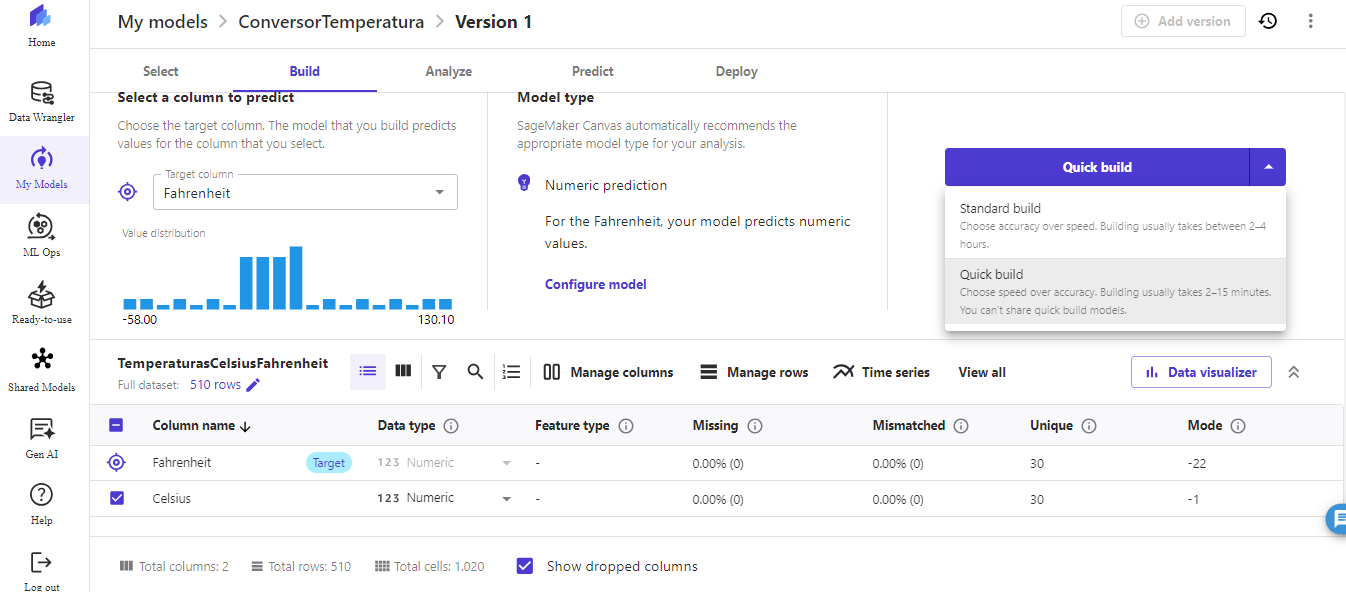 Home
Data Wrangler
My Models
ML Ops
Ready-to-use
Shared Models
Gen AI
Help
Log out
My models > ConversorTemperatura > Version 1
Add version
Select Build Analyze Predict Deploy
Select a column to predict
Choose the target column. The model that you build predicts
values for the column that you select.
Target column
Fahrenheit
Value distribution
-58.00 130.10
Model type
SageMaker Canvas automatically recommends the
appropriate model type for your analysis.
Numeric prediction
For the Fahrenheit, your model predicts numeric
values.
Configure model
Quick build
Standard build
Choose accuracy over speed. Building usually takes between 2–4
hours.
Quick build
Choose speed over accuracy. Building usually takes 2–15 minutes.
You can't share quick build models.
TemperaturasCelsiusFahrenheit
Full dataset: 510 rows
Manage columns Manage rows Time series View all Data visualizer
Column name Data type Feature type Missing Mismatched Unique Mode
Fahrenheit Target 123 Numeric - 0.00% (0) 0.00% (0) 30 -22
Celsius 123 Numeric - 0.00% (0) 0.00% (0) 30 -1
Total columns: 2 Total rows: 510 Total cells: 1.020 Show dropped columns